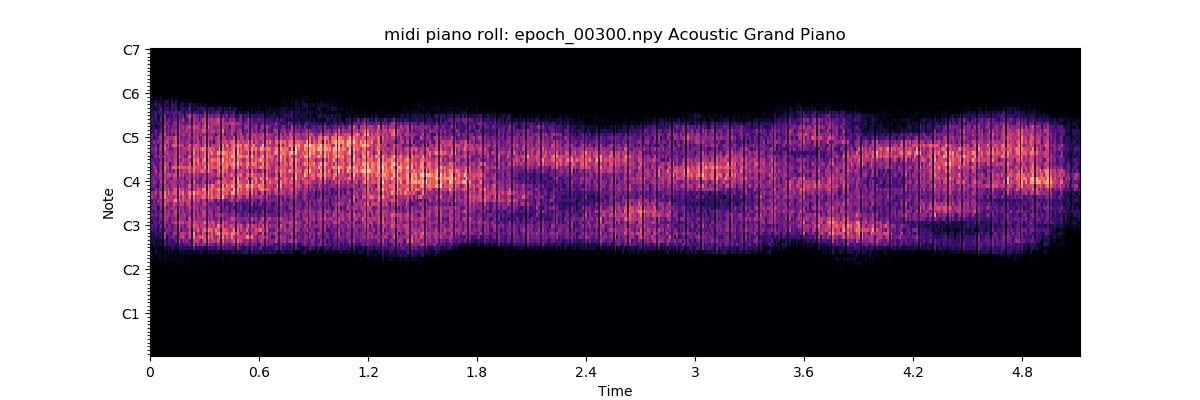 midi piano roll: epoch_00300.npy Acoustic Grand Piano
C7
C6
C5
C4
C3
C2
C1
Note
0 0.6 1.2 1.8 2.4 3 3.6 4.2 4.8
Time